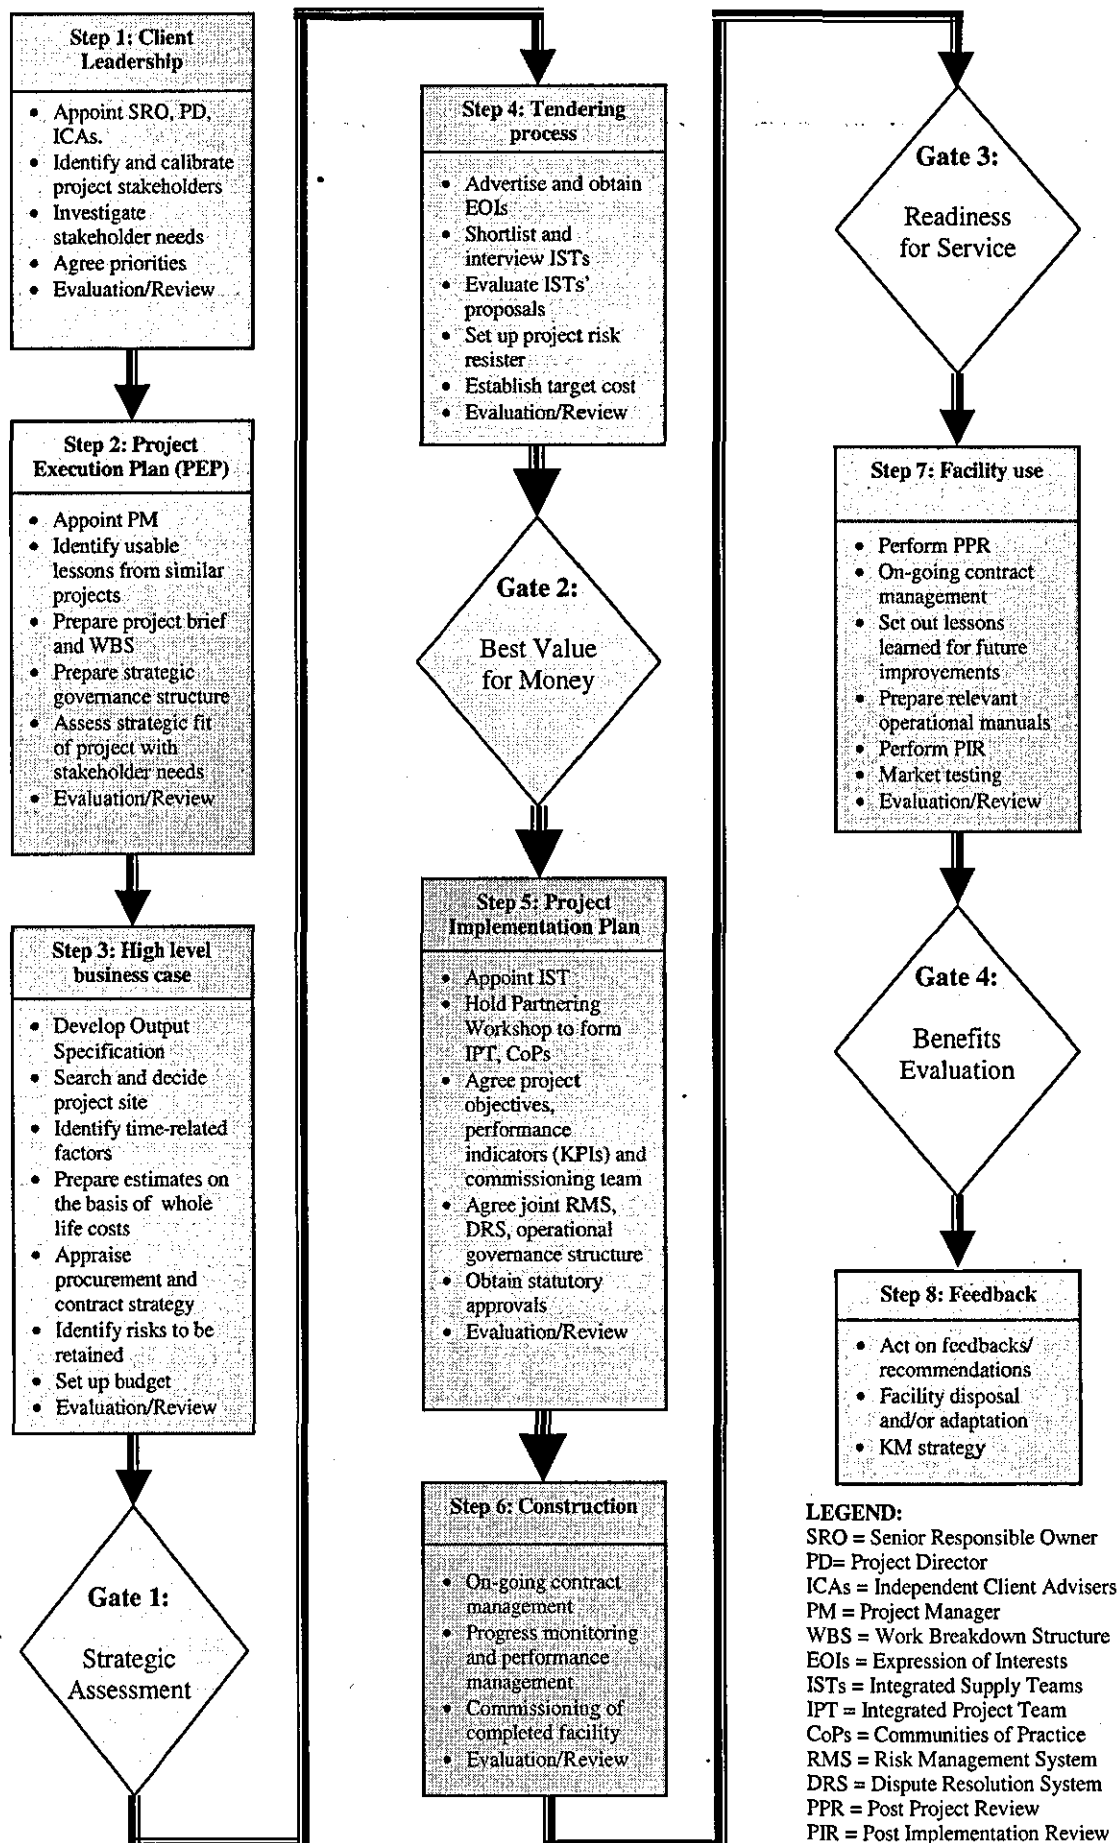 Step 1: Client
Leadership
• Appoint SRO, PD,
ICAs.
• Identify and calibrate
project stakeholders
• Investigate
stakeholder needs
• Agree priorities
• Evaluation/Review
Step 2: Project
Execution Plan (PEP)
• Appoint PM
• Identify usable
lessons from similar
projects
• Prepare project brief
and WBS
• Prepare strategic
governance structure
• Assess strategic fit
of project with
stakeholder needs
• Evaluation/Review
Step 3: High level
business case
• Develop Output
Specification
• Search and decide
project site
• Identify time-related
factors
• Prepare estimates on
the basis of whole
life costs
• Appraise
procurement and
contract strategy
• Identify risks to be
retained
• Set up budget
• Evaluation/Review
Gate 1:
Strategic
Assessment
Step 4: Tendering
process
• Advertise and obtain
EOIs
• Shortlist and
interview ISTs
• Evaluate ISTs'
proposals
• Set up project risk
resister
• Establish target cost
• Evaluation/Review
Gate 2:
Best Value
for Money
Step 5: Project
Implementation Plan
• Appoint IST
• Hold Partnering
Workshop to form
IPT, CoPs
• Agree project
objectives,
performance
indicators (KPIs) and
commissioning team
• Agree joint RMS,
DRS, operational
governance structure
• Obtain statutory
approvals
• Evaluation/Review
Step 6: Construction
• On-going contract
management
• Progress monitoring
and performance
management
• Commissioning of
completed facility
• Evaluation/Review
Gate 3:
Readiness
for Service
Step 7: Facility use
• Perform PPR
• On-going contract
management
• Set out lessons
learned for future
improvements
• Prepare relevant
operational manuals
• Perform PIR
• Market testing
• Evaluation/Review
Gate 4:
Benefits
Evaluation
Step 8: Feedback
• Act on feedbacks/
recommendations
• Facility disposal
and/or adaptation
• KM strategy
LEGEND:
SRO = Senior Responsible Owner
PD= Project Director
ICAs = Independent Client Advisers
PM = Project Manager
WBS = Work Breakdown Structure
EOIs = Expression of Interests
ISTs = Integrated Supply Teams
IPT = Integrated Project Team
CoPs = Communities of Practice
RMS = Risk Management System
DRS = Dispute Resolution System
PPR = Post Project Review
PIR = Post Implementation Review